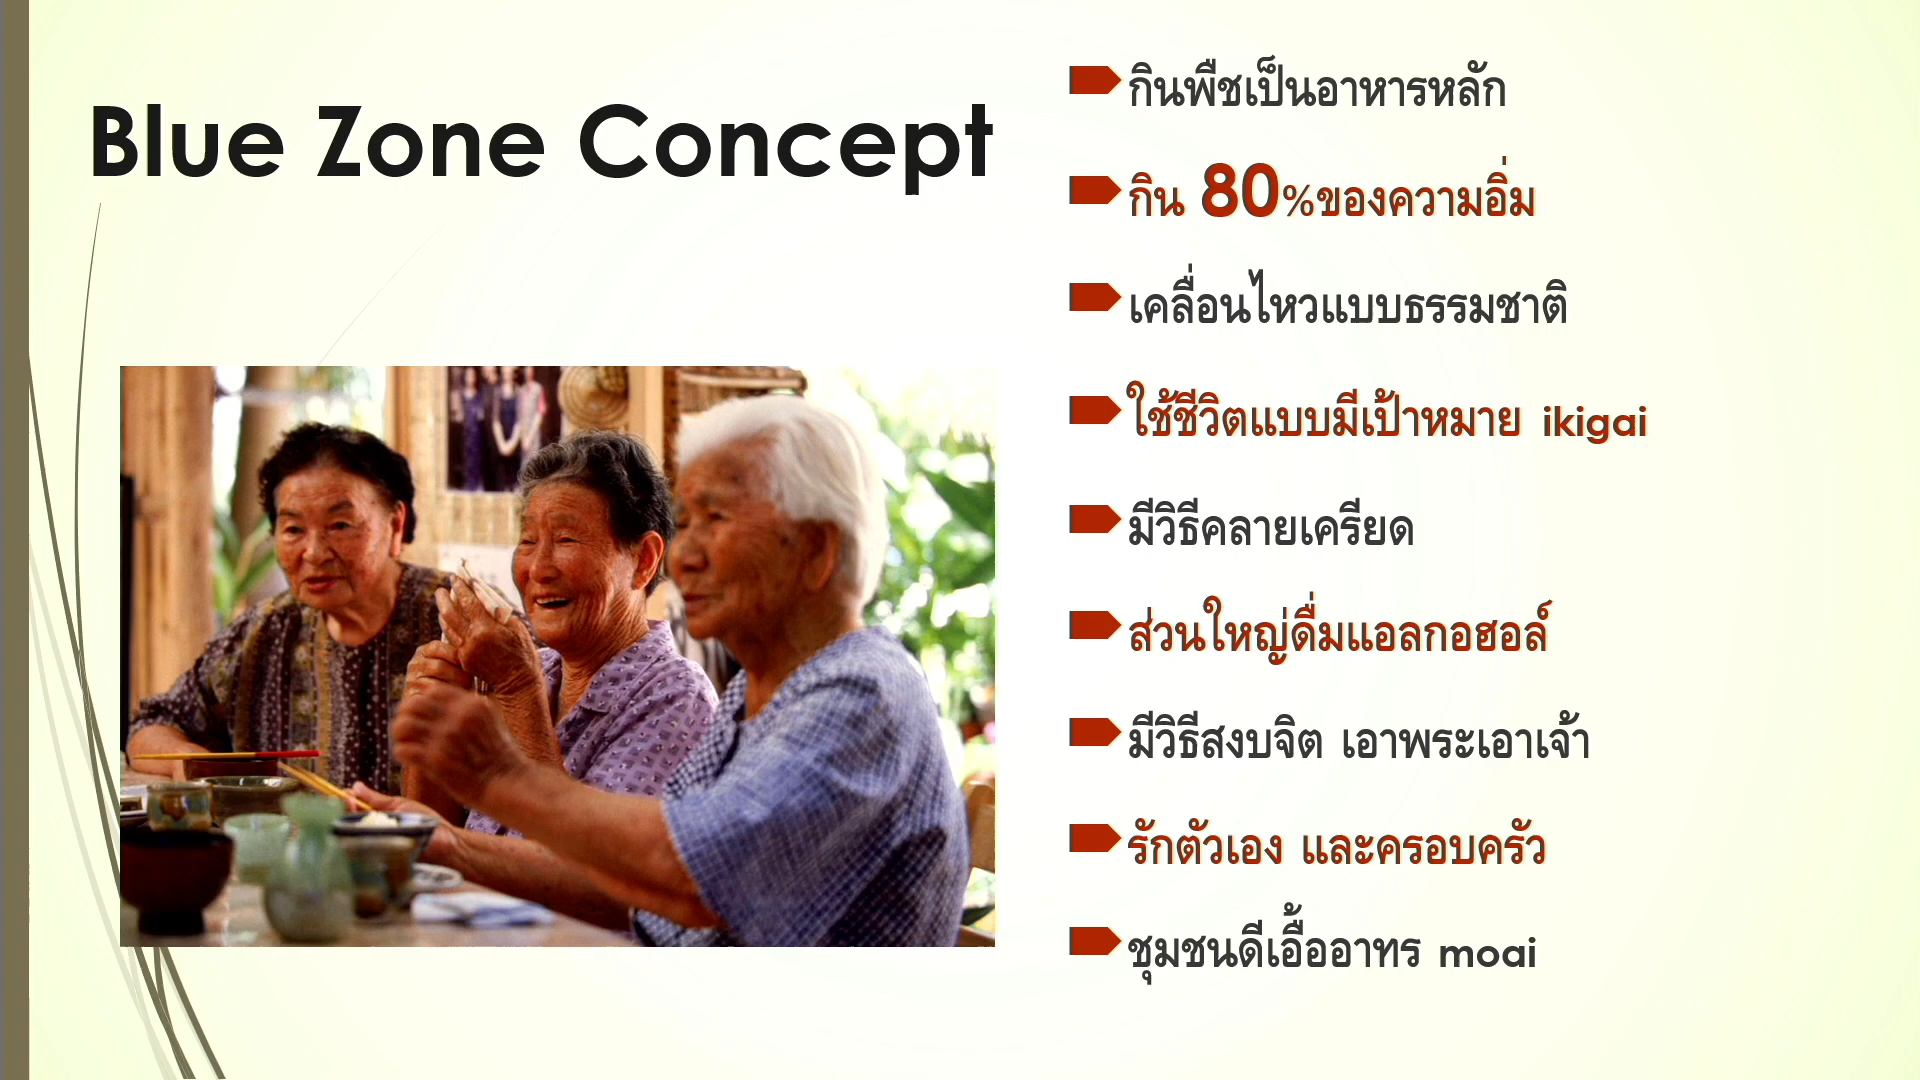 Blue Zone Concept
กินพืชเป็นอาหารหลัก
กิน 80%ของความอิ่ม
เคลื่อนไหวแบบธรรมชาติ
ใช้ชีวิตแบบมีเป้าหมาย ikigai
มีวิธีคลายเครียด
ส่วนใหญ่ดื่มแอลกอฮอล์
มีวิธีสงบจิต เอาพระเอาเจ้า
รักตัวเอง และครอบครัว
ชุมชนดีเอื้ออาทร moai